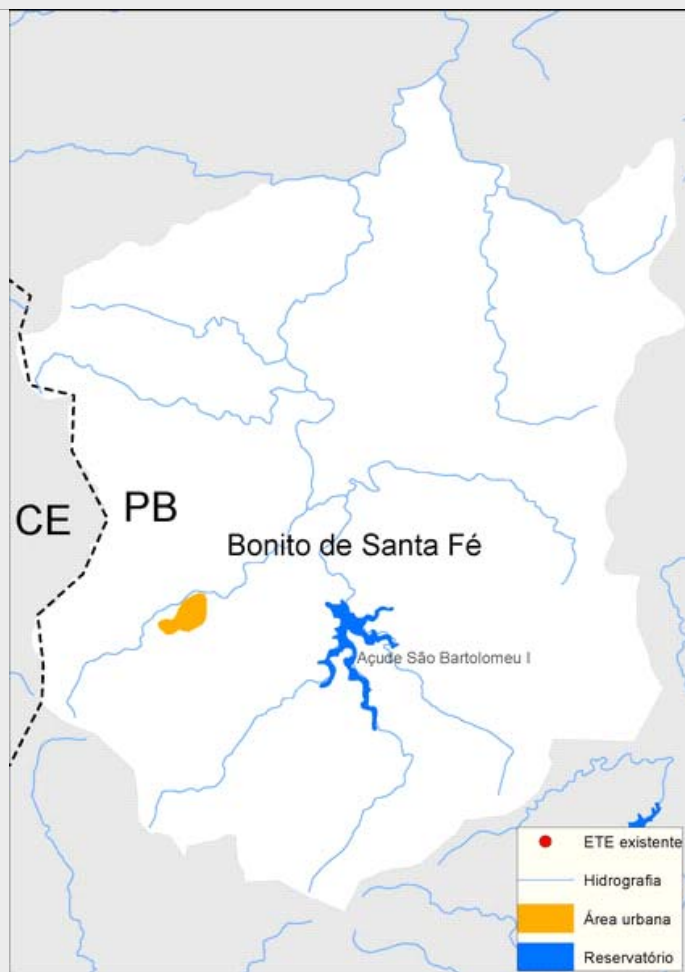 CE
PB
Bonito de Santa Fé
Açude São Bartolomeu I
ETE existente
Hidrografia
Área urbana
Reservatório